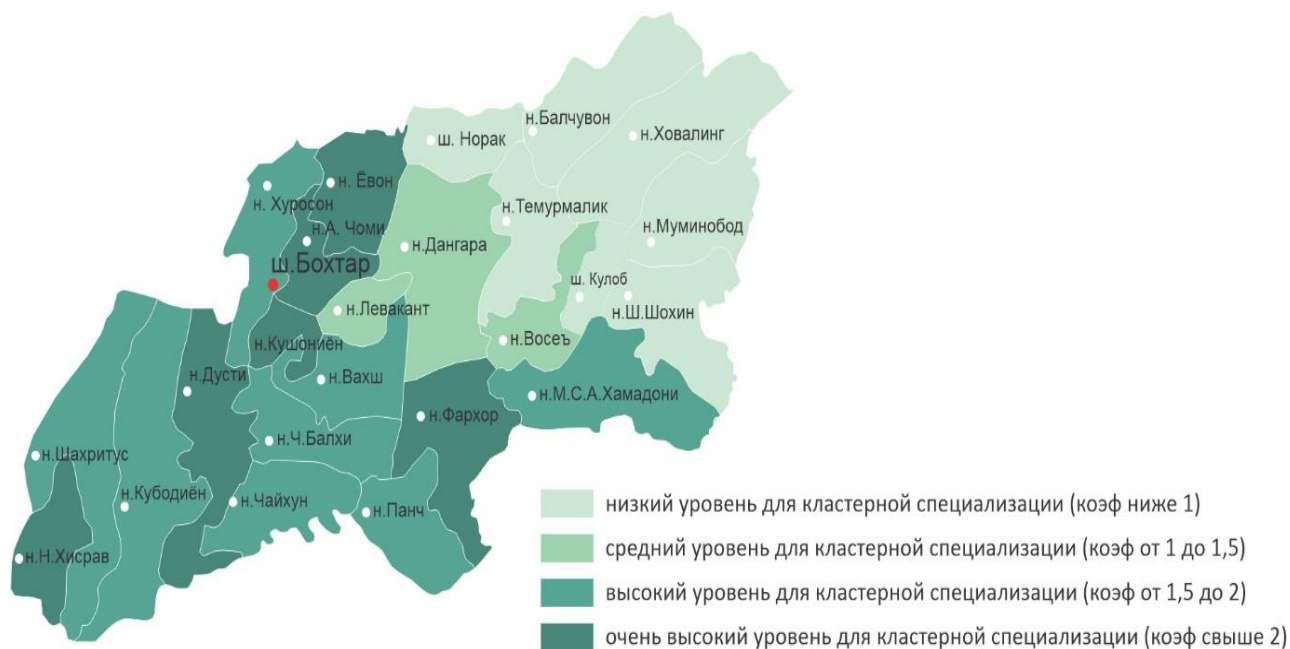 н.Балчувон
ш. Норак
н.Ховалинг
н. Ёвон
н. Хуросон
н.Темурмалик
н.Муминобод
н.А. Чоми
н.Дангара
ш.Бохтар
ш. Кулоб
н.Левакант
н.Ш.Шохин
н.Кушониён
н.Восеъ
н.Вахш
н.Дусти
н.М.С.А.Хамадони
н.Фархор
н.Ч.Балхи
н.Шахритус
н.Кубодиён
н.Чайхун
н.Панч
н.Н.Хисрав
низкий уровень для кластерной специализации (коэф ниже 1)
средний уровень для кластерной специализации (коэф от 1 до 1,5)
высокий уровень для кластерной специализации (коэф от 1,5 до 2)
очень высокий уровень для кластерной специализации (коэф свыше 2)